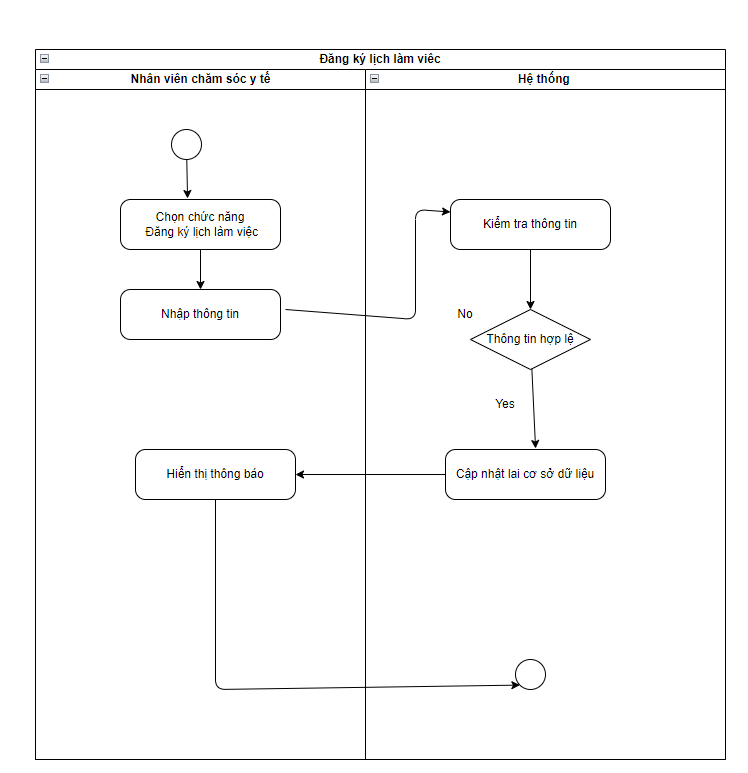 Đăng ký lịch làm viêc
Nhân viên chăm sóc y tế
Hệ thống
Chọn chức năng
Đăng ký lịch làm việc
Kiểm tra thông tin
Nhập thông tin
No
Thông tin hợp lệ
Yes
Hiển thị thông báo
Cập nhật lai cơ sở dữ liệu